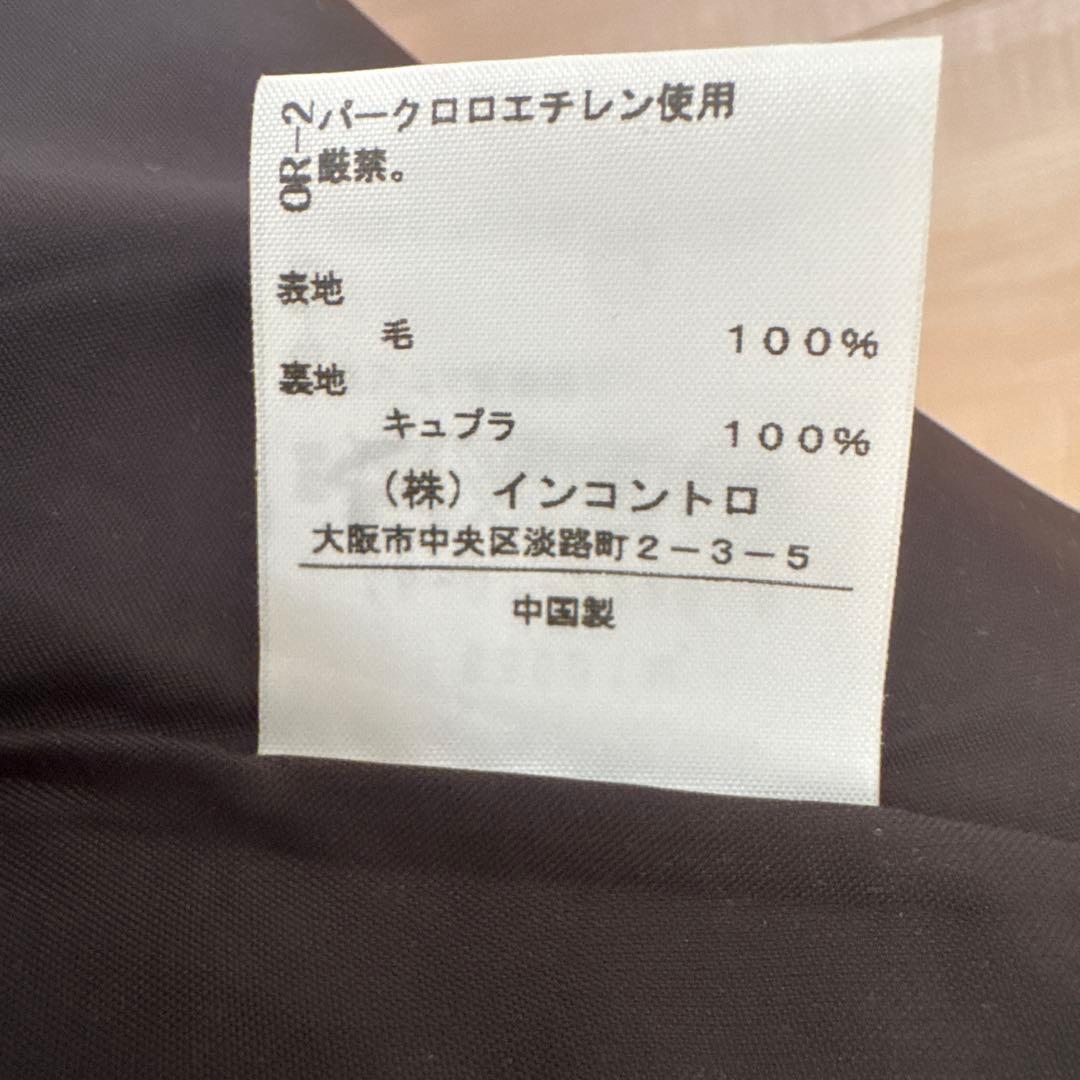 OR-2
パークロロエチレン使用
厳禁。
表地
毛 100%
裏地
キュプラ 100%
(株)インコントロ
大阪市中央区淡路町2-3-5
中国製